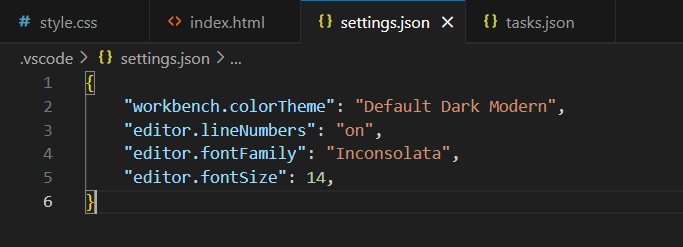 style.css index.html settings.json tasks.json
.vscode > settings.json > ...
1 {
2 "workbench.colorTheme": "Default Dark Modern",
3 "editor.lineNumbers": "on",
4 "editor.fontFamily": "Inconsolata",
5 "editor.fontSize": 14,
6 }